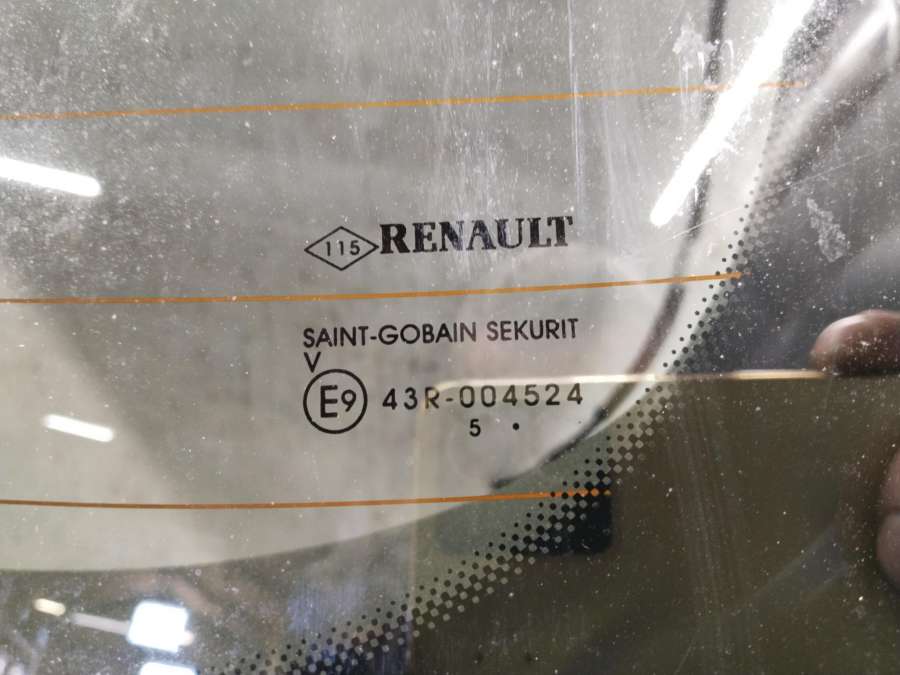 115 RENAULT
SAINT-GOBAIN SEKURIT
V
E9 43R-004524
5 •